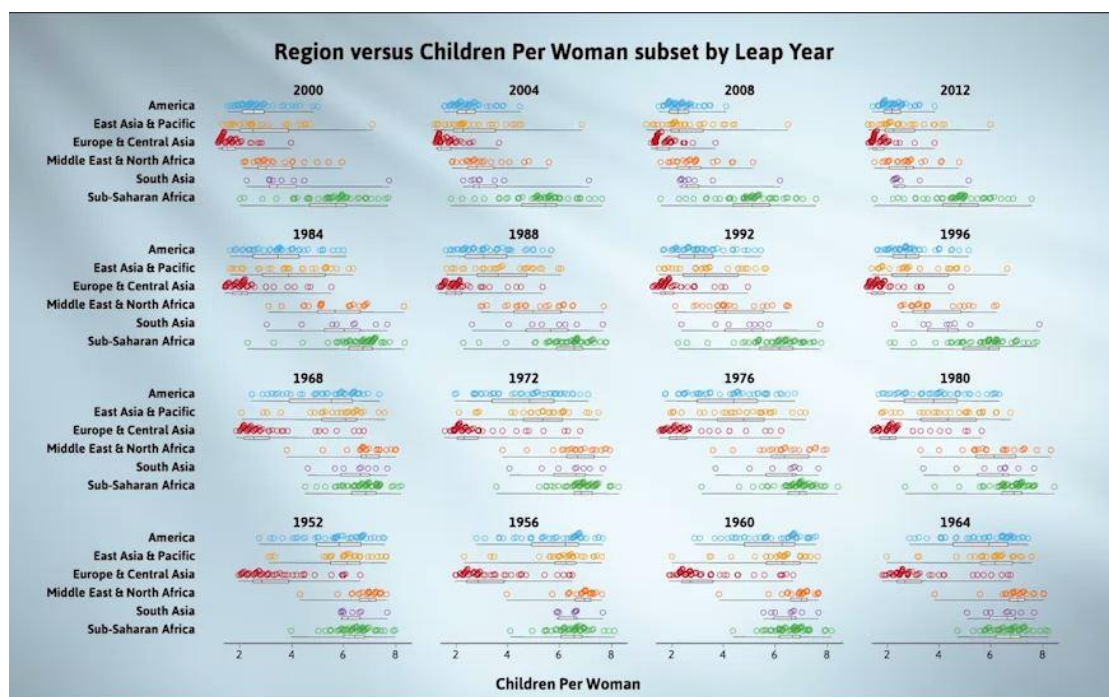 Region versus Children Per Woman subset by Leap Year
2000 2004 2008 2012
America
East Asia & Pacific
Europe & Central Asia
Middle East & North Africa
South Asia
Sub-Saharan Africa
1984 1988 1992 1996
America
East Asia & Pacific
Europe & Central Asia
Middle East & North Africa
South Asia
Sub-Saharan Africa
1968 1972 1976 1980
America
East Asia & Pacific
Europe & Central Asia
Middle East & North Africa
South Asia
Sub-Saharan Africa
1952 1956 1960 1964
America
East Asia & Pacific
Europe & Central Asia
Middle East & North Africa
South Asia
Sub-Saharan Africa
2 4 6 8 2 4 6 8 2 4 6 8 2 4 6 8
Children Per Woman